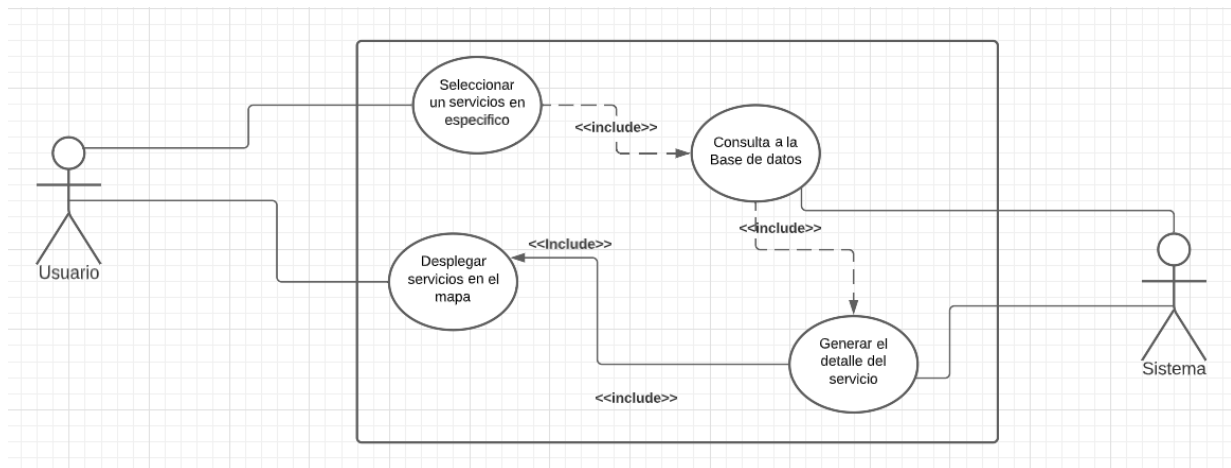 Seleccionar
un servicios en
especifico
<<include>>
Consulta a la
Base de datos
<<include>>
<<Include>>
Desplegar
servicios en el
mapa
Usuario
Generar el
detalle del
servicio
Sistema
<<include>>